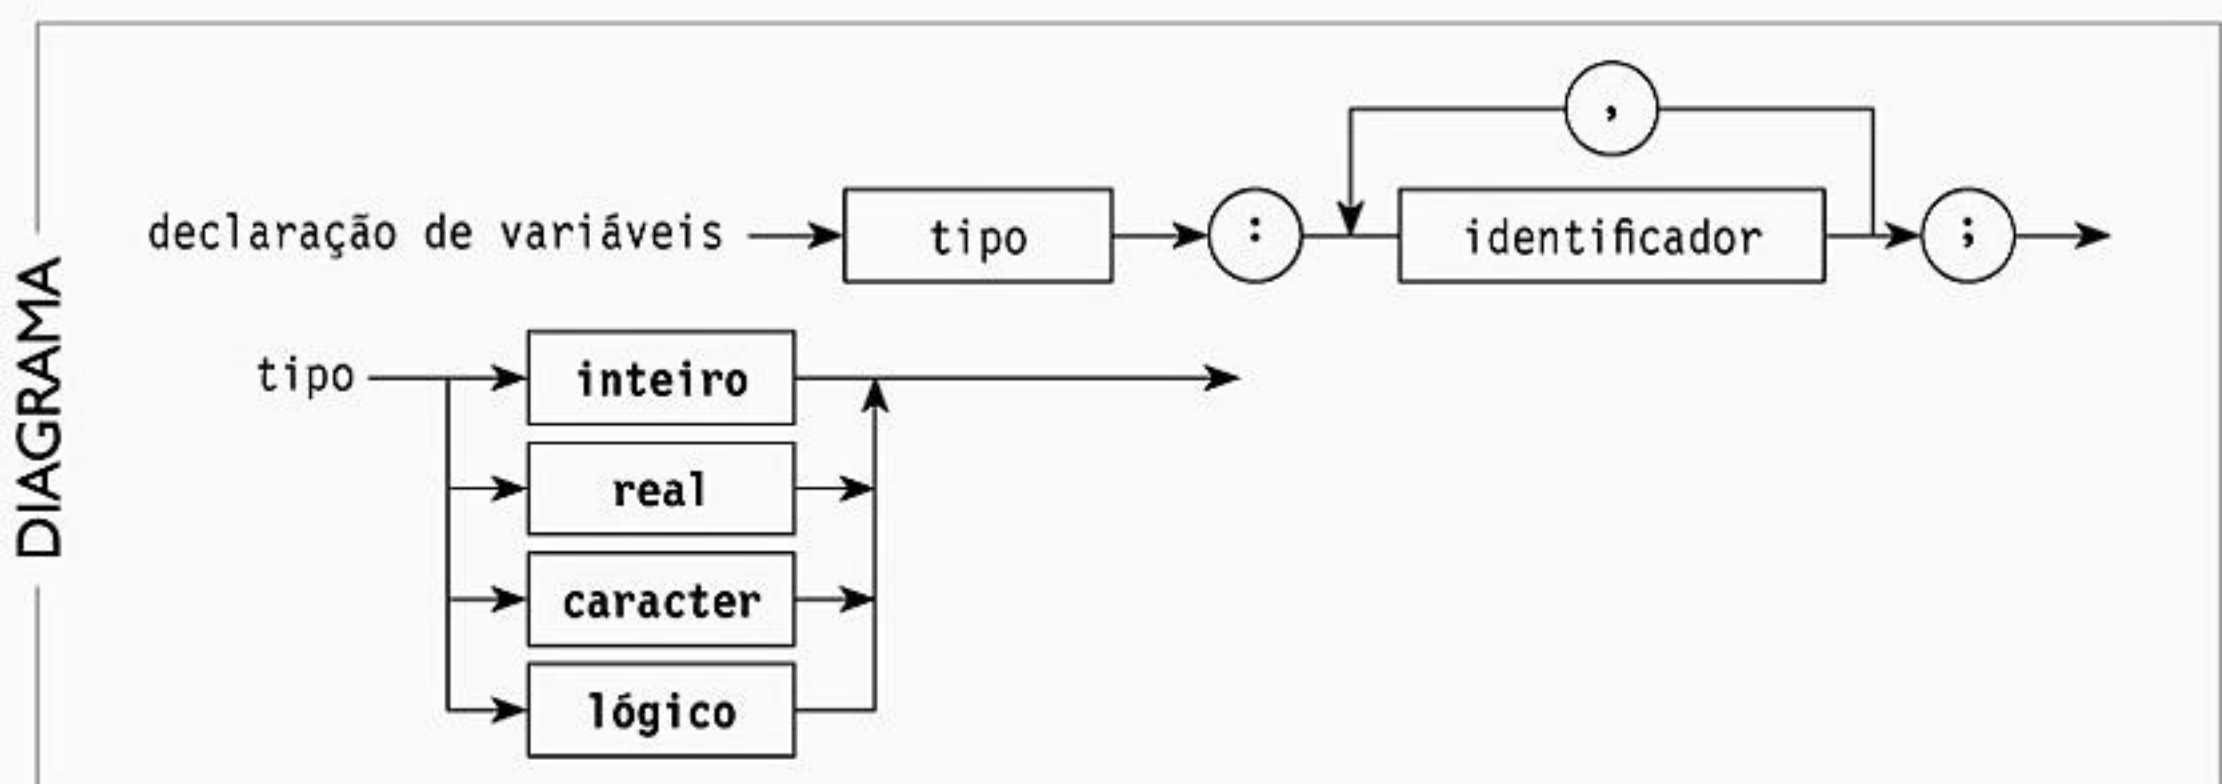 DIAGRAMA
,
declaração de variáveis tipo : identificador ;
tipo inteiro
real
caracter
lógico